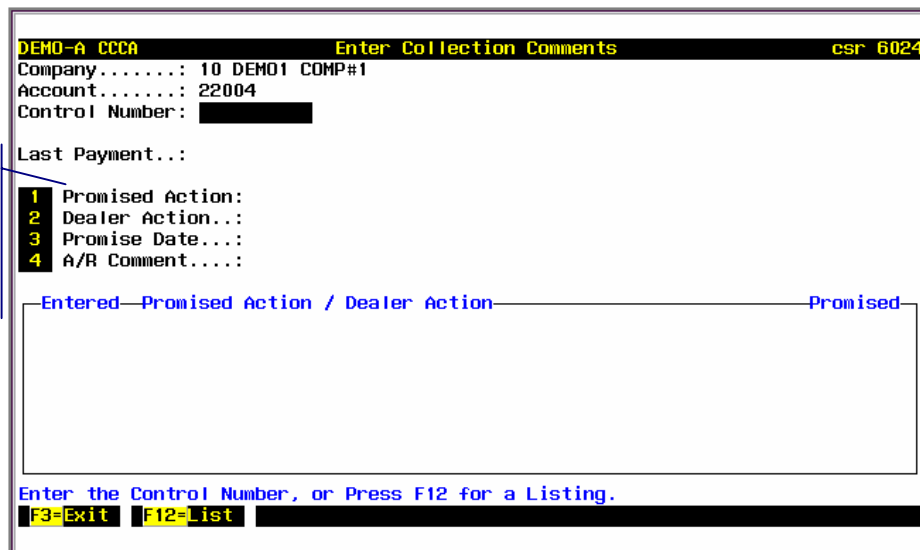 DEMO-A CCCA Enter Collection Comments csr 6024
Company.......: 10 DEMO1 COMP#1
Account.......: 22004
Control Number:
Last Payment..:
1 Promised Action:
2 Dealer Action..:
3 Promise Date...:
4 A/R Comment....:
Entered Promised Action / Dealer Action Promised
Enter the Control Number, or Press F12 for a Listing.
F3=Exit F12=List